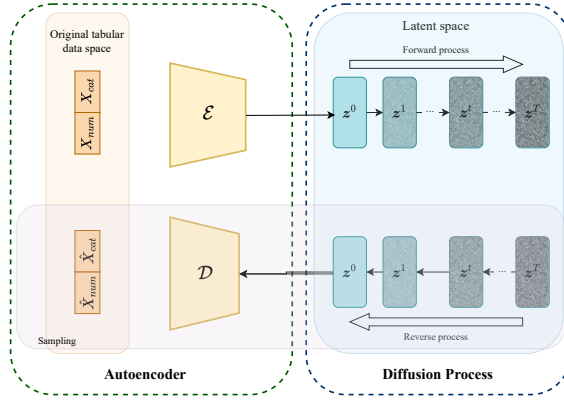 Original tabular
data space
Latent space
Forward process
X_cat
X_num
ℰ
z^0
z^1
...
z^t
...
z^T
X̂_cat
X̂_num
𝒟
z^0
z^1
z^t
...
z^T
Sampling
Reverse process
Autoencoder
Diffusion Process